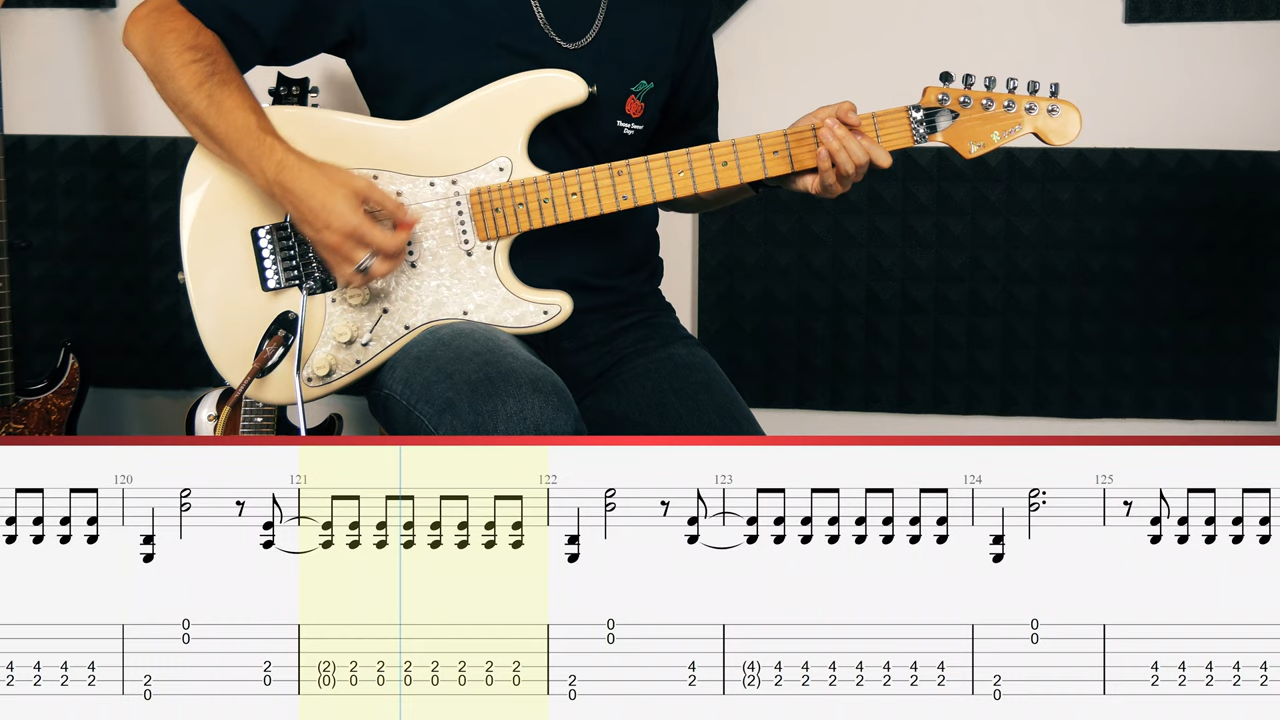 Those Sweet
Days
120 121 122 123 124 125
0 0 0
0 0 0
4 4 4 4 2 (2) 2 2 2 2 2 2 2 4 (4) 4 4 4 4 4 4 4 4 4 4 4 4
2 2 2 2 2 0 (0) 0 0 0 0 0 0 0 2 2 (2) 2 2 2 2 2 2 2 2 2 2 2 2 2
0 0 0